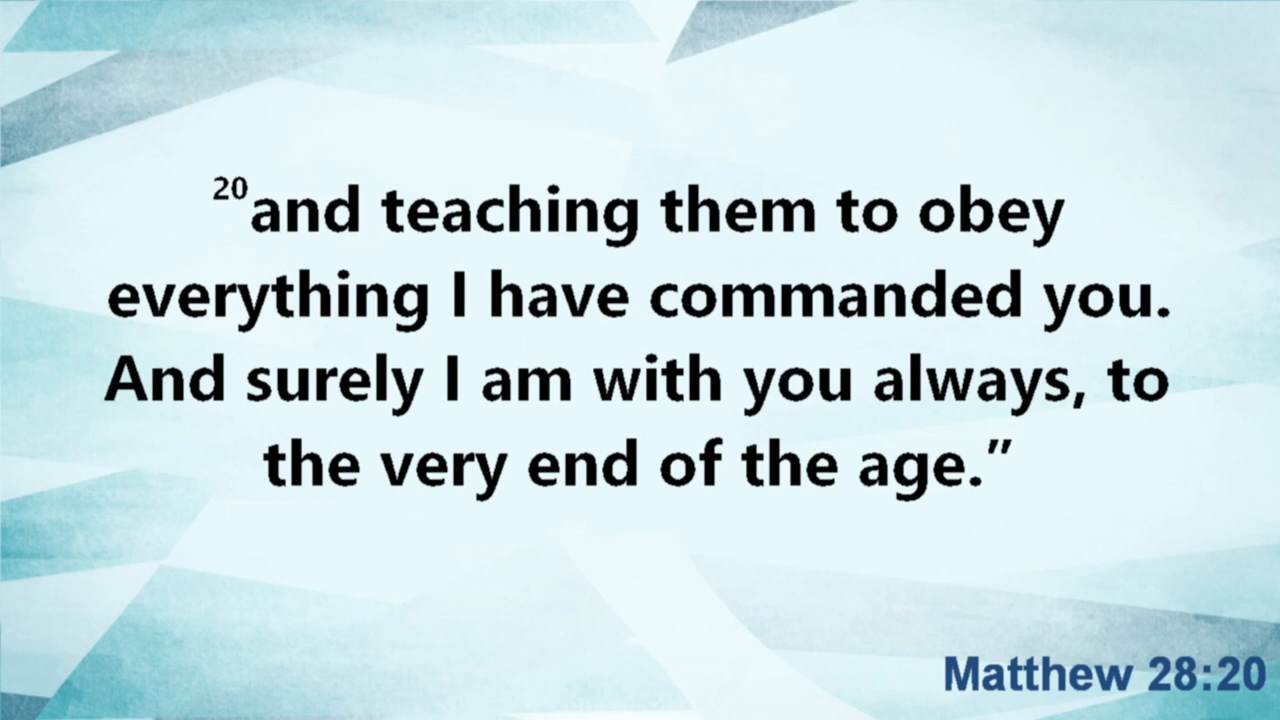 20and teaching them to obey
everything I have commanded you.
And surely I am with you always, to
the very end of the age.”
Matthew 28:20